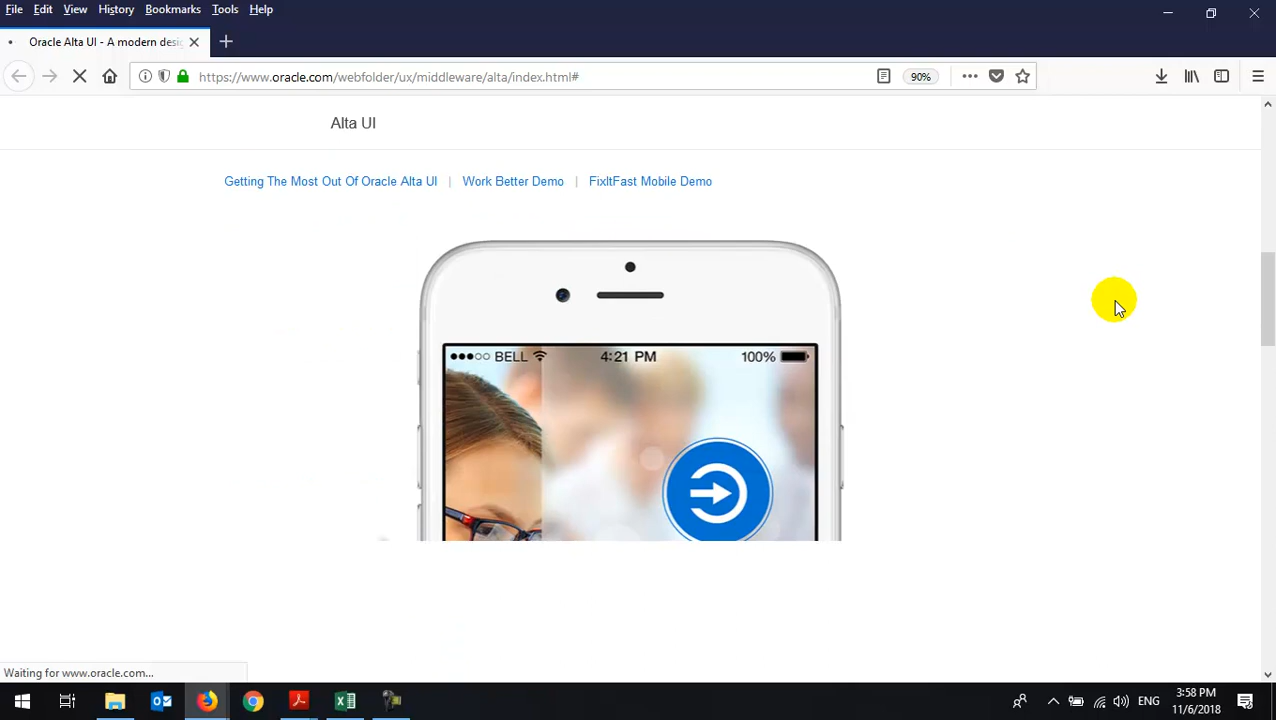 File Edit View History Bookmarks Tools Help
Oracle Alta UI - A modern desi
https://www.oracle.com/webfolder/ux/middleware/alta/index.html#
90%
Alta UI
Getting The Most Out Of Oracle Alta UI | Work Better Demo | FixItFast Mobile Demo
BELL 4:21 PM 100%
Waiting for www.oracle.com...
ENG
3:58 PM
11/6/2018